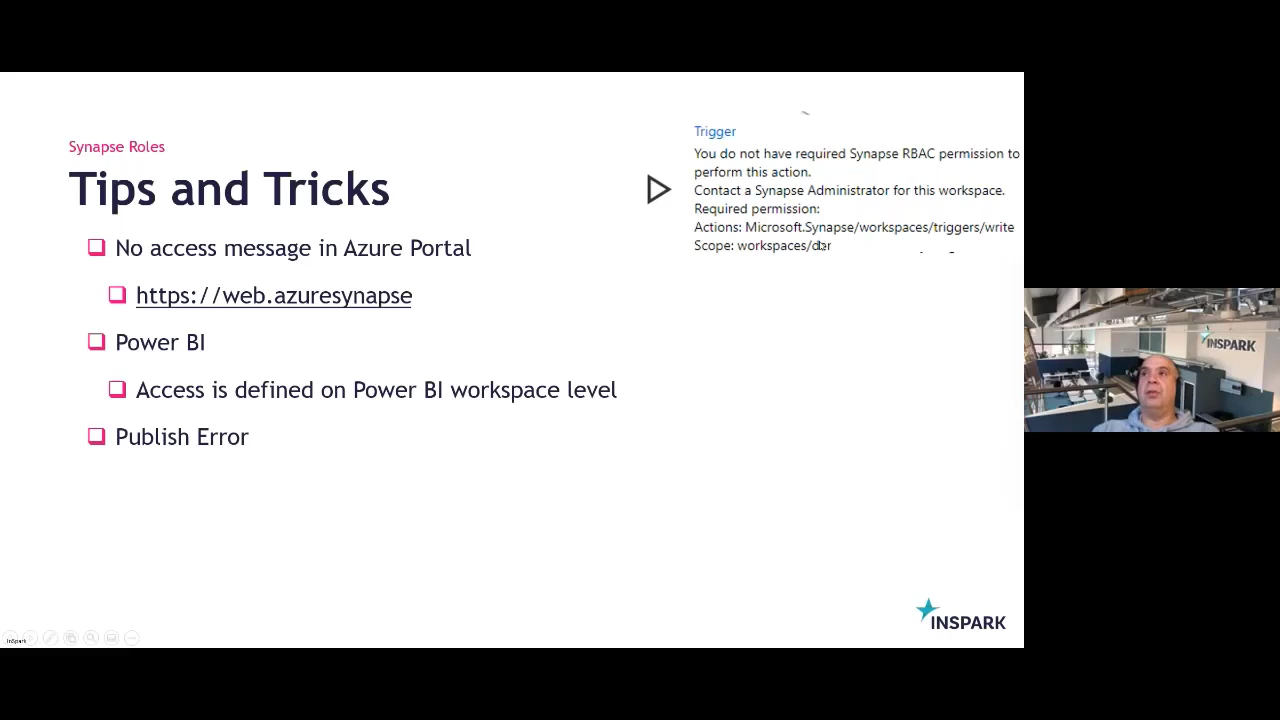 Synapse Roles
Tips and Tricks
No access message in Azure Portal
https://web.azuresynapse
Power BI
Access is defined on Power BI workspace level
Publish Error
Trigger
You do not have required Synapse RBAC permission to
perform this action.
Contact a Synapse Administrator for this workspace.
Required permission:
Actions: Microsoft.Synapse/workspaces/triggers/write
Scope:
INSPARK
INSPARK
InSpark